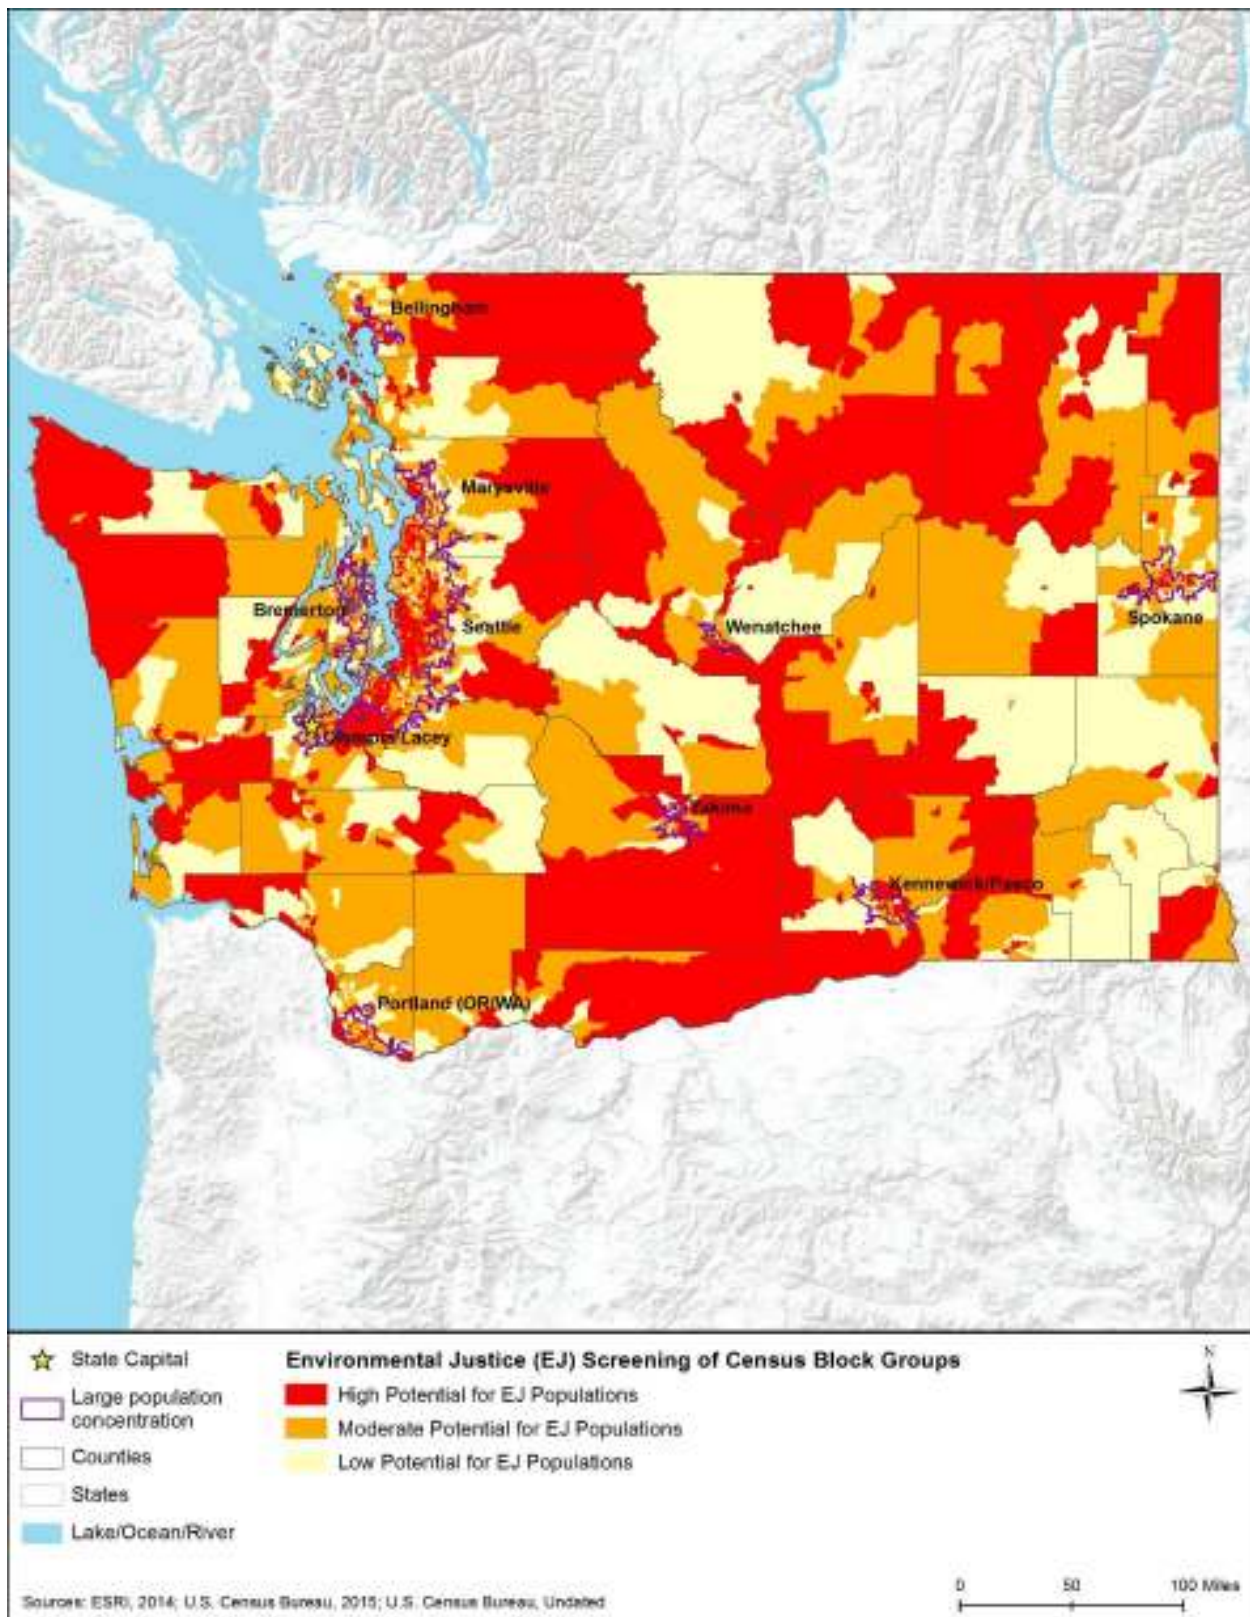 Bellingham
Marysville
Bremerton
Seattle
Wenatchee
Spokane
Olympia/Lacey
Yakima
Kennewick/Pasco
Portland (OR/WA)
State Capital
Large population
concentration
Counties
States
Lake/Ocean/River
Environmental Justice (EJ) Screening of Census Block Groups
High Potential for EJ Populations
Moderate Potential for EJ Populations
Low Potential for EJ Populations
N
0 50 100 Miles
Sources: ESRI, 2014; U.S. Census Bureau, 2015; U.S. Census Bureau, Undated